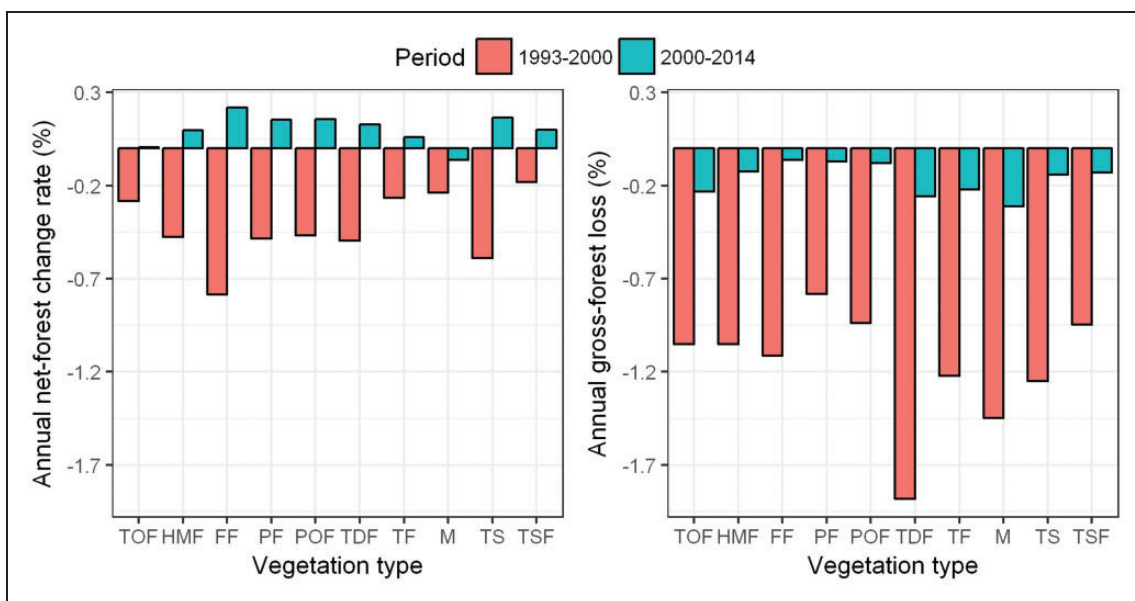 Period 1993-2000 2000-2014
Annual net-forest change rate (%)
0.3
-0.2
-0.7
-1.2
-1.7
TOF HMF FF PF POF TDF TF M TS TSF
Vegetation type
Annual gross-forest loss (%)
0.3
-0.2
-0.7
-1.2
-1.7
TOF HMF FF PF POF TDF TF M TS TSF
Vegetation type